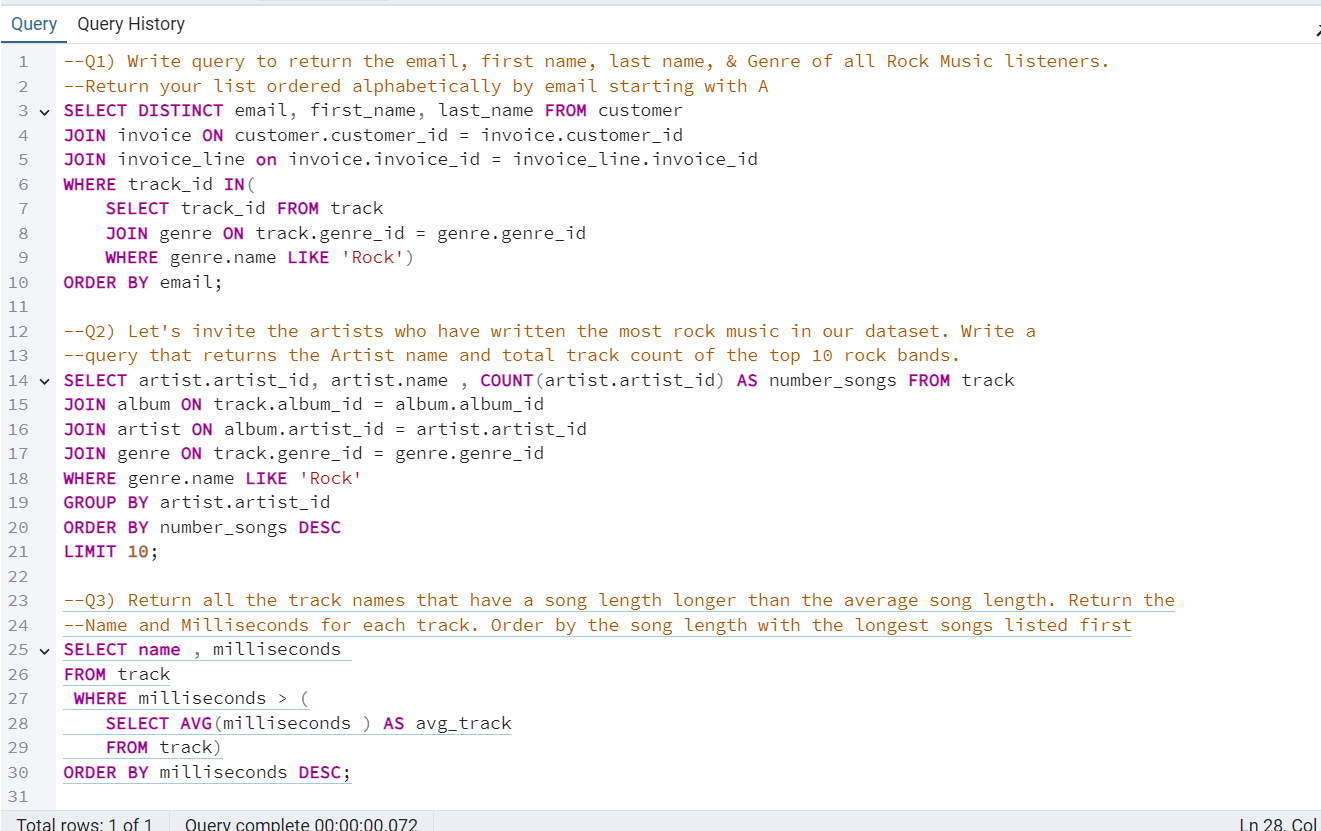 Query Query History
1 --Q1) Write query to return the email, first name, last name, & Genre of all Rock Music listeners.
2 --Return your list ordered alphabetically by email starting with A
3 SELECT DISTINCT email, first_name, last_name FROM customer
4 JOIN invoice ON customer.customer_id = invoice.customer_id
5 JOIN invoice_line on invoice.invoice_id = invoice_line.invoice_id
6 WHERE track_id IN(
7     SELECT track_id FROM track
8     JOIN genre ON track.genre_id = genre.genre_id
9     WHERE genre.name LIKE 'Rock')
10 ORDER BY email;
11
12 --Q2) Let's invite the artists who have written the most rock music in our dataset. Write a
13 --query that returns the Artist name and total track count of the top 10 rock bands.
14 SELECT artist.artist_id, artist.name , COUNT(artist.artist_id) AS number_songs FROM track
15 JOIN album ON track.album_id = album.album_id
16 JOIN artist ON album.artist_id = artist.artist_id
17 JOIN genre ON track.genre_id = genre.genre_id
18 WHERE genre.name LIKE 'Rock'
19 GROUP BY artist.artist_id
20 ORDER BY number_songs DESC
21 LIMIT 10;
22
23 --Q3) Return all the track names that have a song length longer than the average song length. Return the
24 --Name and Milliseconds for each track. Order by the song length with the longest songs listed first
25 SELECT name , milliseconds
26 FROM track
27  WHERE milliseconds > (
28     SELECT AVG(milliseconds ) AS avg_track
29     FROM track)
30 ORDER BY milliseconds DESC;
31
Total rows: 1 of 1 Query complete 00:00:00.072 Ln 28, Col